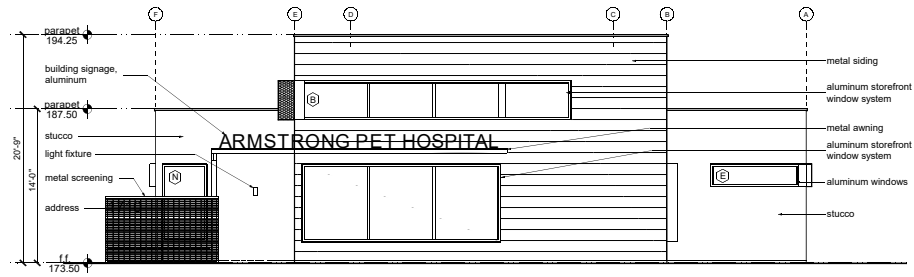 F
E
D
C
B
A
parapet
194.25
building signage,
aluminum
parapet
187.50
stucco
light fixture
metal screening
address
f.f.
173.50
20'-9"
14'-0"
B
N
E
ARMSTRONG PET HOSPITAL
metal siding
aluminum storefront
window system
metal awning
aluminum storefront
window system
aluminum windows
stucco